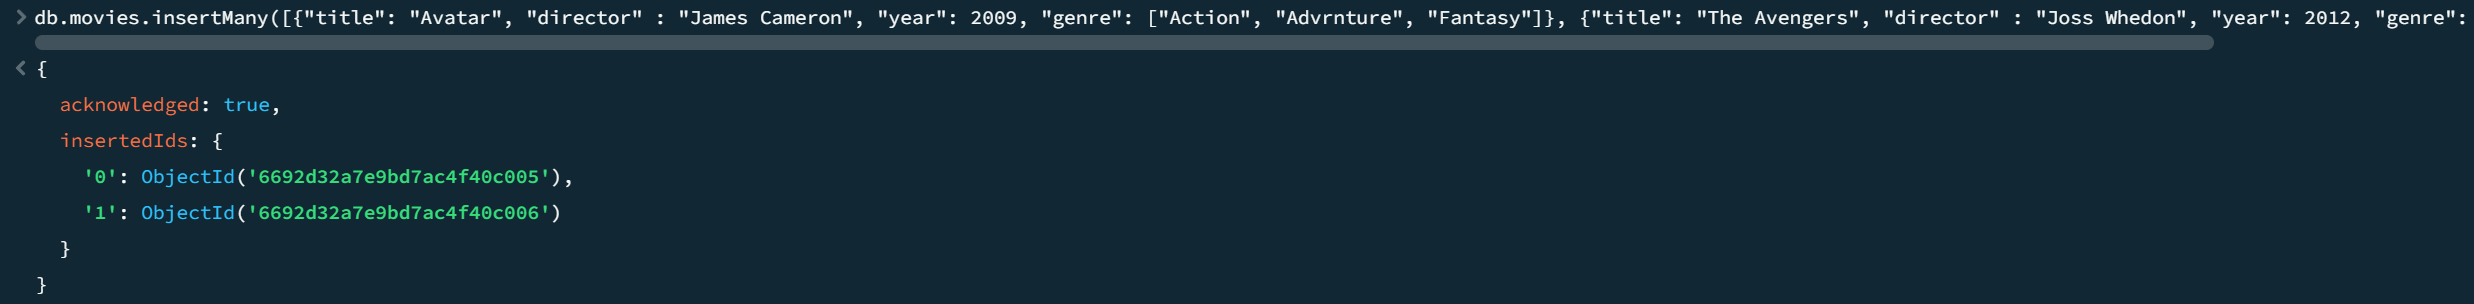 > db.movies.insertMany([{"title": "Avatar", "director" : "James Cameron", "year": 2009, "genre": ["Action", "Advrnture", "Fantasy"]}, {"title": "The Avengers", "director" : "Joss Whedon", "year": 2012, "genre":
< {
acknowledged: true,
insertedIds: {
'0': ObjectId('6692d32a7e9bd7ac4f40c005'),
'1': ObjectId('6692d32a7e9bd7ac4f40c006')
}
}